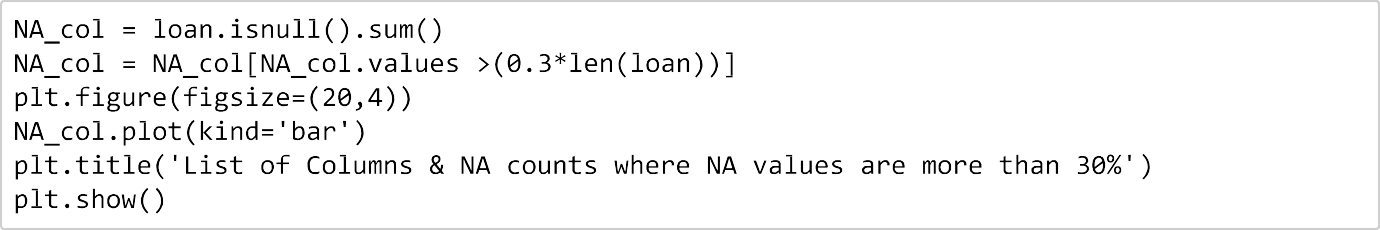 NA_col = loan.isnull().sum()
NA_col = NA_col[NA_col.values >(0.3*len(loan))]
plt.figure(figsize=(20,4))
NA_col.plot(kind='bar')
plt.title('List of Columns & NA counts where NA values are more than 30%')
plt.show()